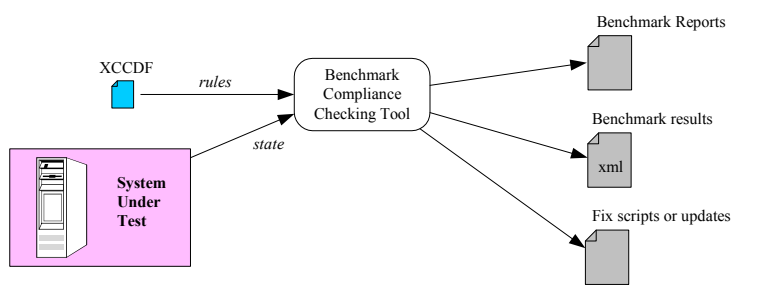 Benchmark Reports
XCCDF
rules
Benchmark
Compliance
Checking Tool
Benchmark results
xml
state
System
Under
Test
Fix scripts or updates